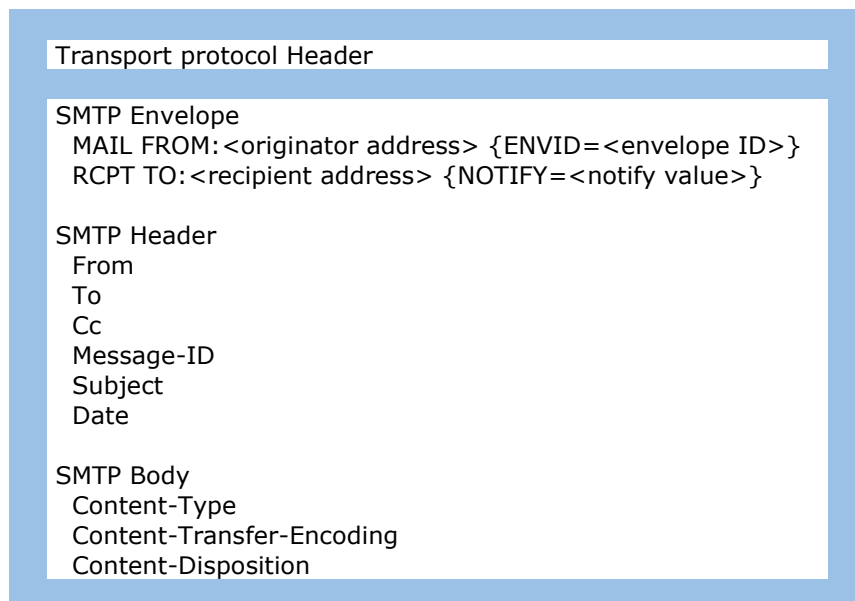 Transport protocol Header
SMTP Envelope
MAIL FROM:<originator address> {ENVID=<envelope ID>}
RCPT TO:<recipient address> {NOTIFY=<notify value>}
SMTP Header
From
To
Cc
Message-ID
Subject
Date
SMTP Body
Content-Type
Content-Transfer-Encoding
Content-Disposition